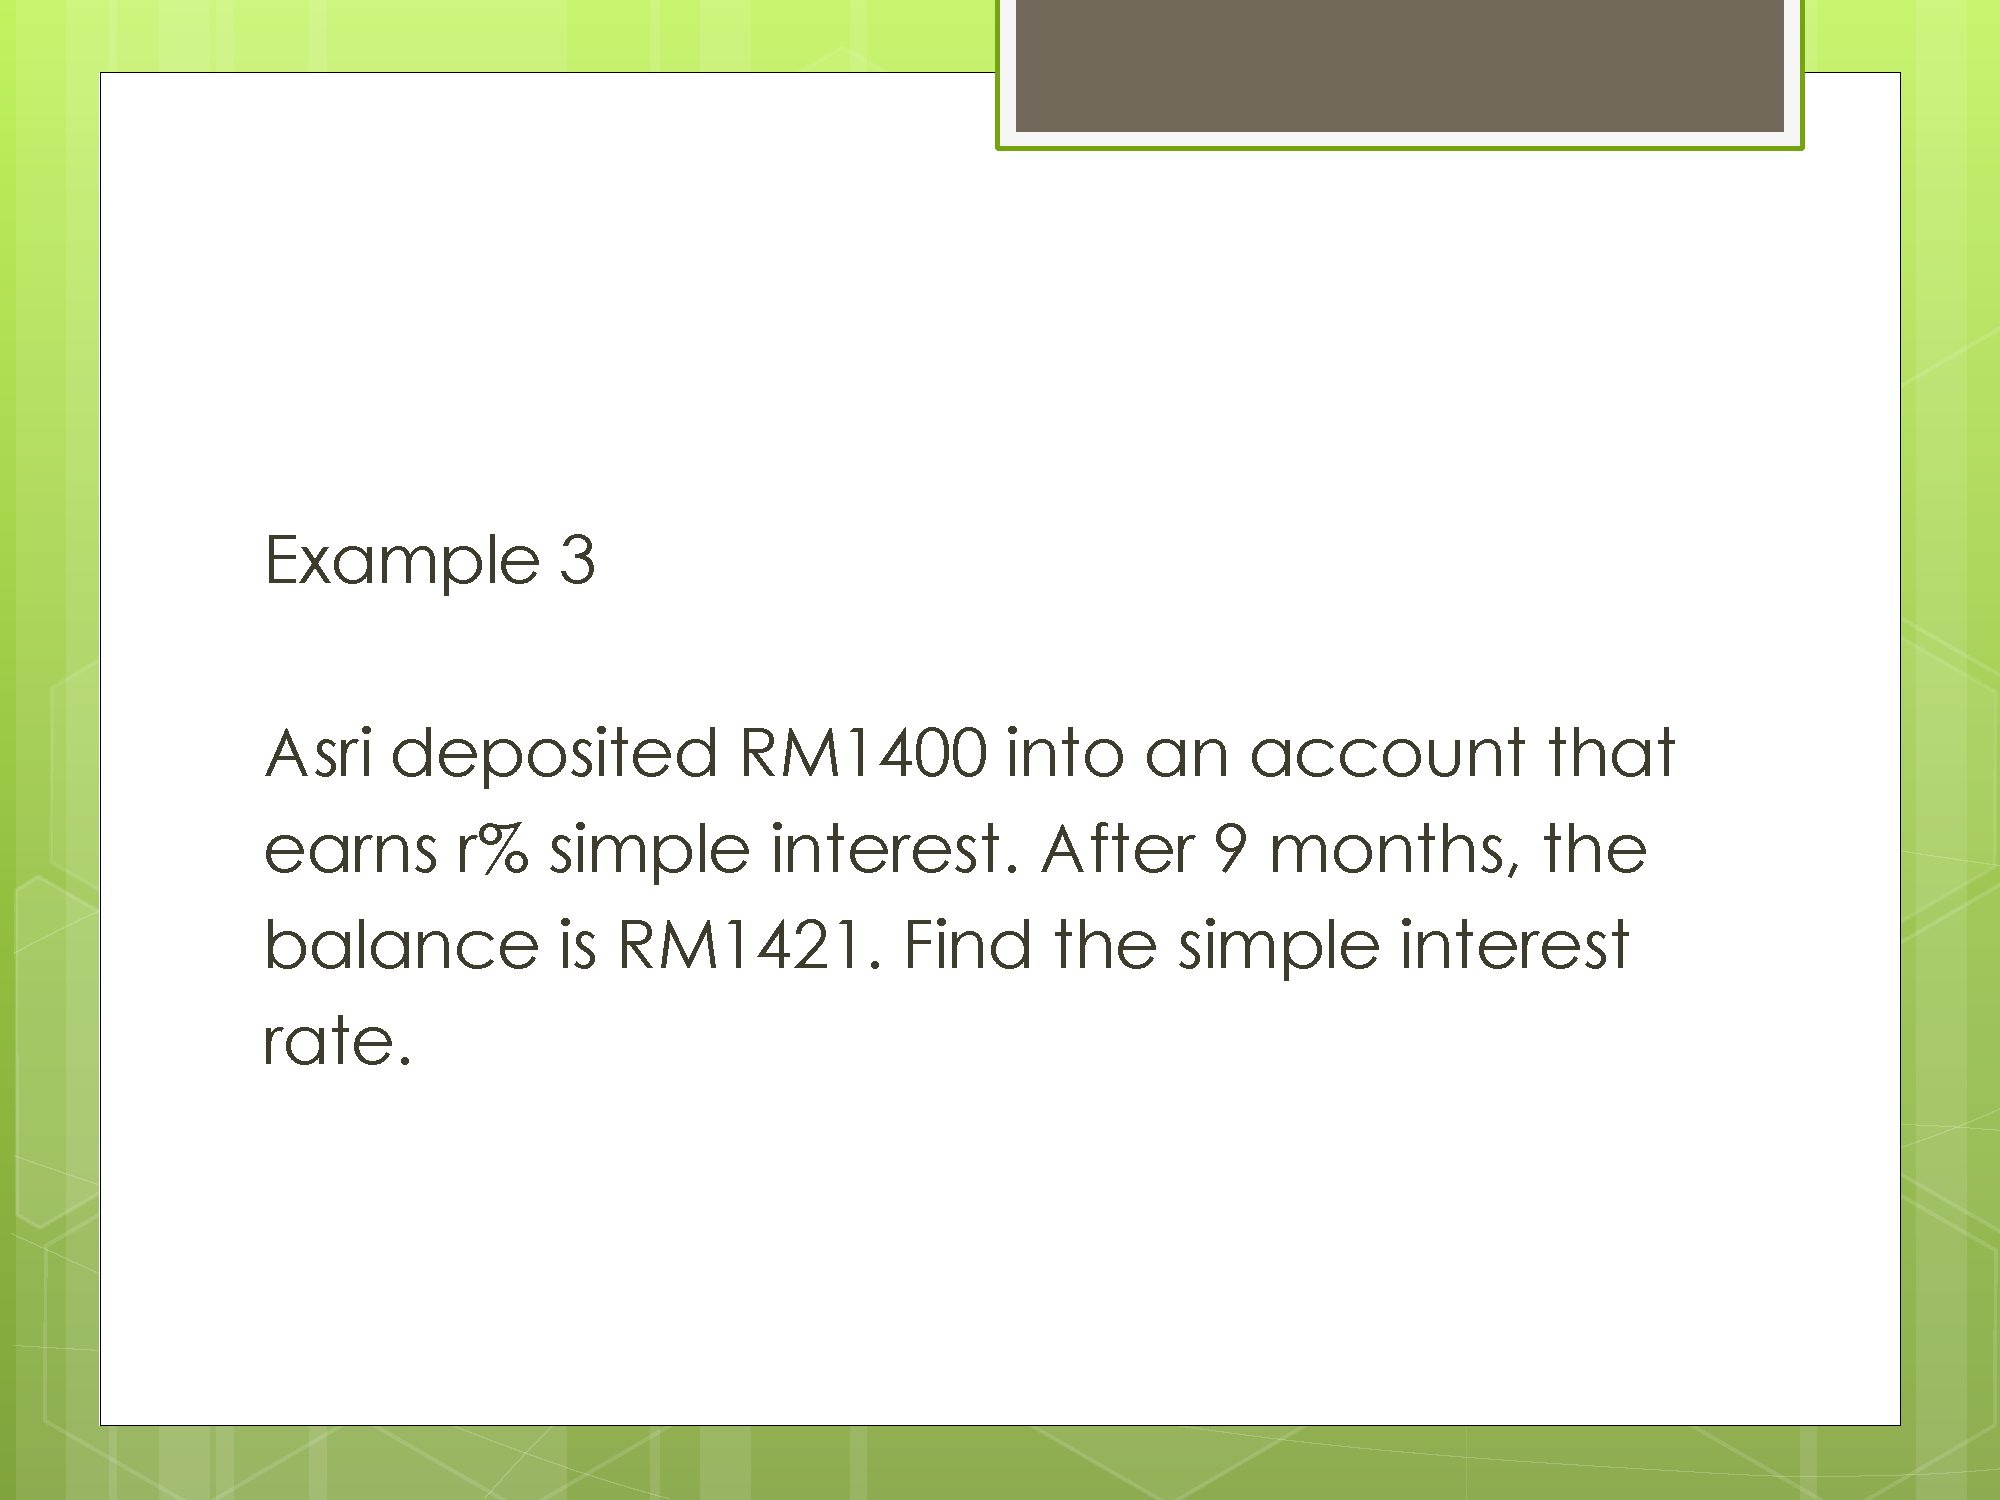 Example 3
Asri deposited RM1400 into an account that
earns r% simple interest. After 9 months, the
balance is RM1421. Find the simple interest
rate.